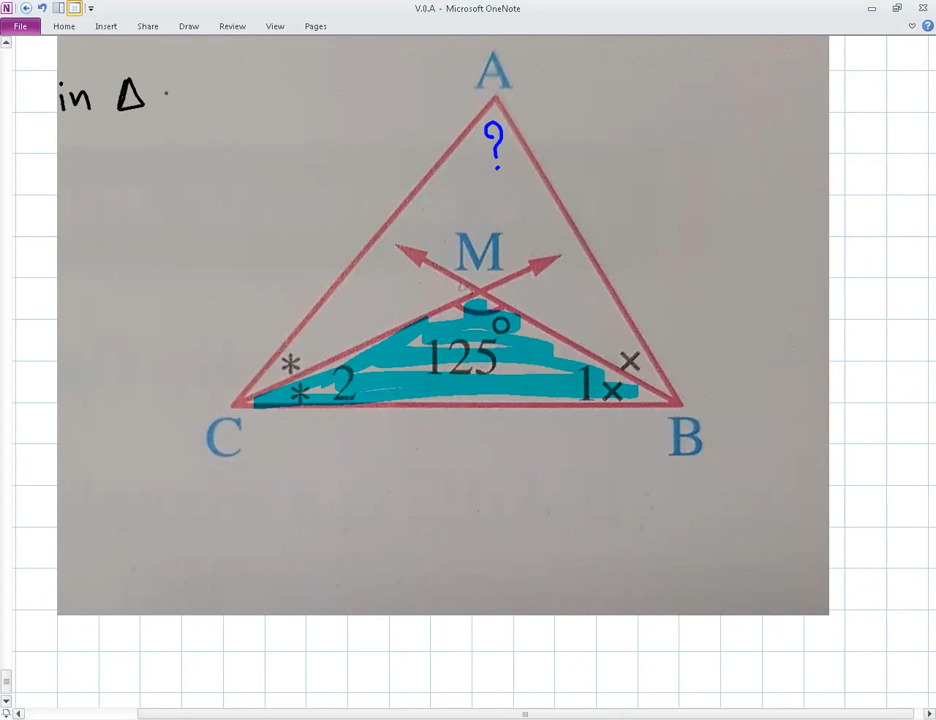 V.0.A - Microsoft OneNote
File Home Insert Share Draw Review View Pages
A
in Δ
?
M
125°
* 2 1 ×
* ×
C B